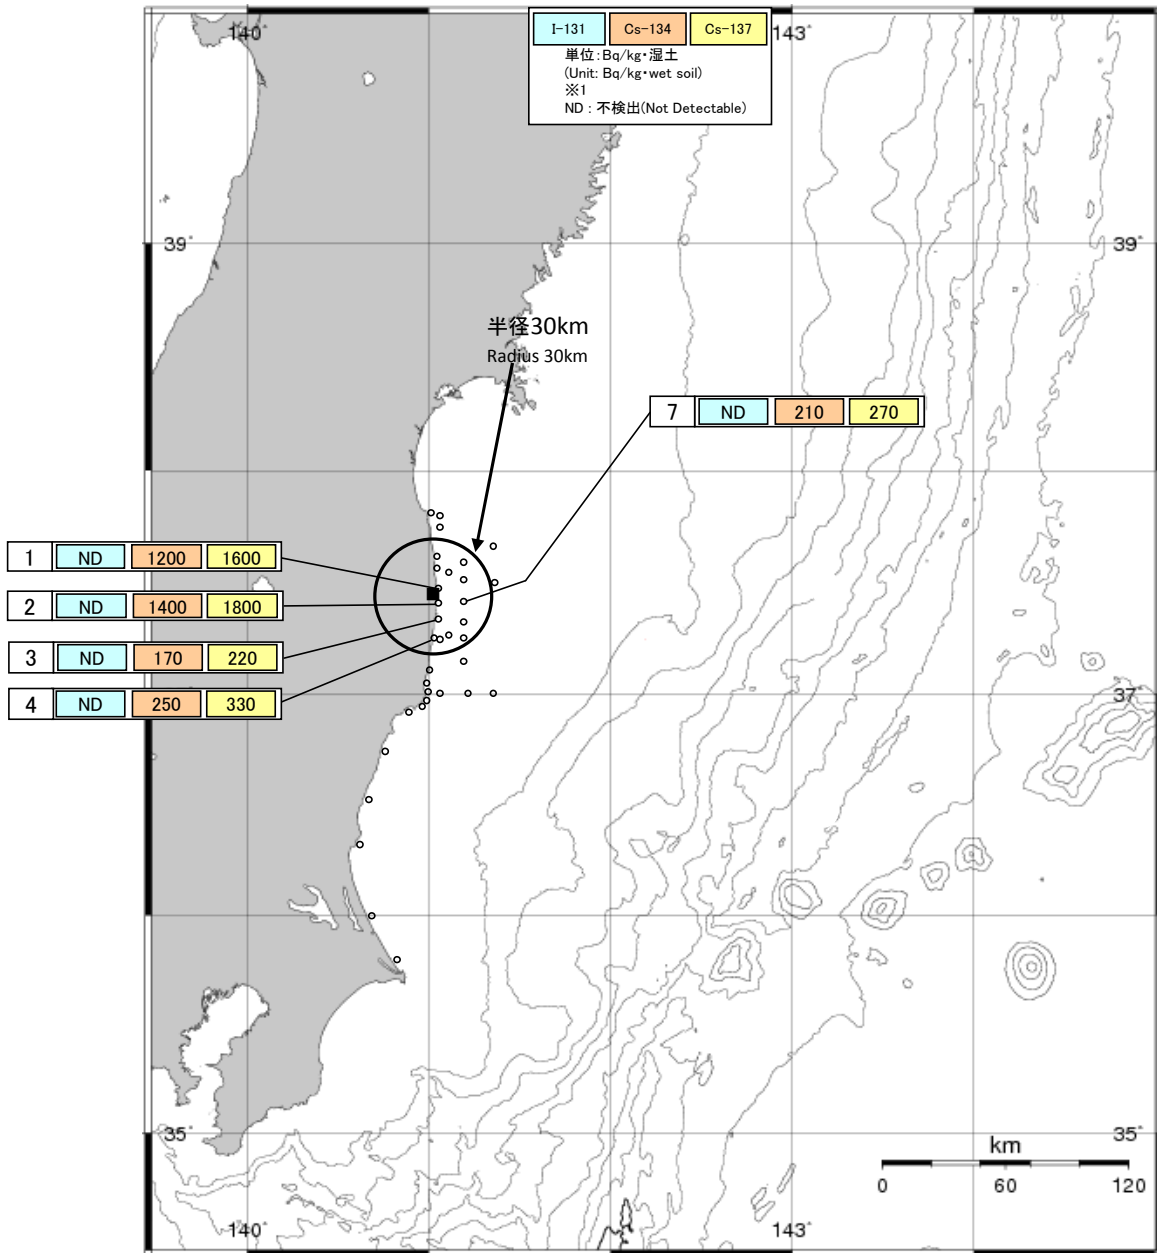 140°
143°
I-131 Cs-134 Cs-137
単位:Bq/kg・湿土
(Unit: Bq/kg・wet soil)
※1
ND : 不検出(Not Detectable)
39°
39°
半径30km
Radius 30km
7 ND 210 270
1 ND 1200 1600
2 ND 1400 1800
3 ND 170 220
4 ND 250 330
37°
35°
35°
km
0 60 120
140°
143°